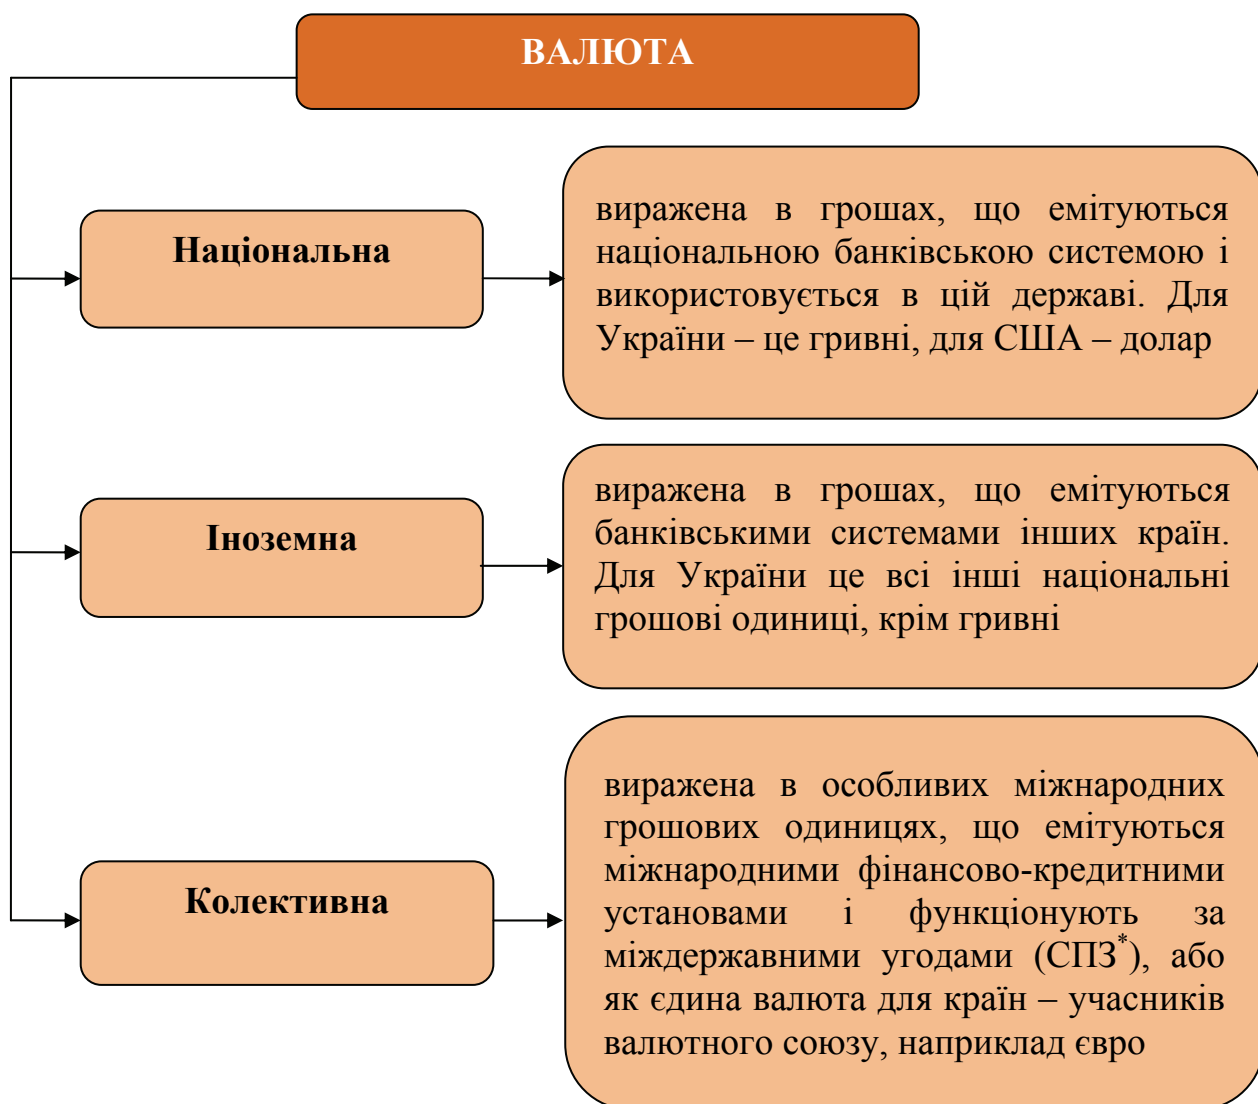 ВАЛЮТА
Національна
виражена в грошах, що емітуються
національною банківською системою і
використовується в цій державі. Для
України – це гривні, для США – долар
Іноземна
виражена в грошах, що емітуються
банківськими системами інших країн.
Для України це всі інші національні
грошові одиниці, крім гривні
Колективна
виражена в особливих міжнародних
грошових одиницях, що емітуються
міжнародними фінансово-кредитними
установами і функціонують за
міждержавними угодами (СПЗ*), або
як єдина валюта для країн – учасників
валютного союзу, наприклад євро